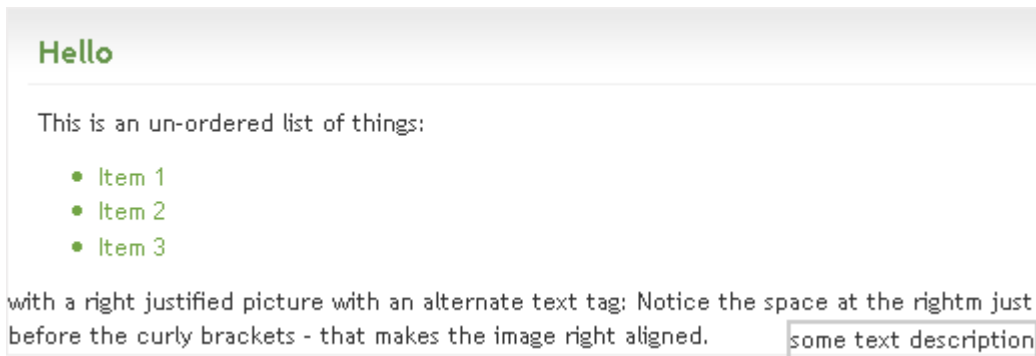 Hello
This is an un-ordered list of things:
Item 1
Item 2
Item 3
with a right justified picture with an alternate text tag: Notice the space at the rightm just
before the curly brackets - that makes the image right aligned.
some text description